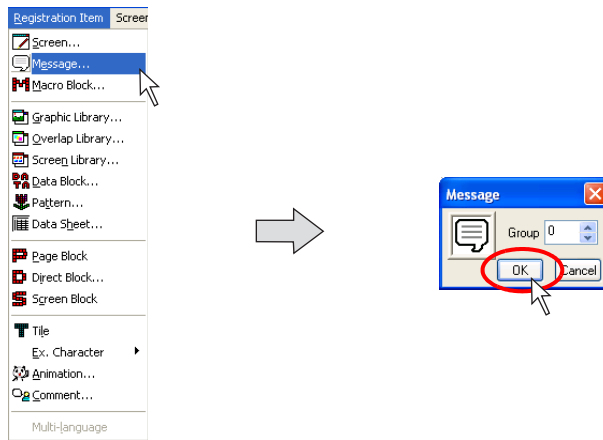 Registration Item Screen
Screen...
Message...
Macro Block...
Graphic Library...
Overlap Library...
Screen Library...
Data Block...
Pattern...
Data Sheet...
Page Block
Direct Block...
Screen Block
Tile
Ex. Character
Animation...
Comment...
Multi-language
Message
Group 0
OK Cancel